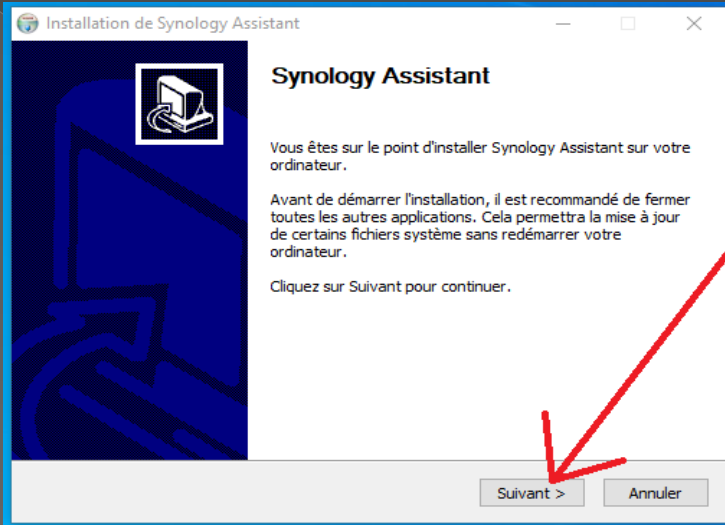 Installation de Synology Assistant
Synology Assistant
Vous êtes sur le point d'installer Synology Assistant sur votre
ordinateur.
Avant de démarrer l'installation, il est recommandé de fermer
toutes les autres applications. Cela permettra la mise à jour
de certains fichiers système sans redémarrer votre
ordinateur.
Cliquez sur Suivant pour continuer.
Suivant >
Annuler